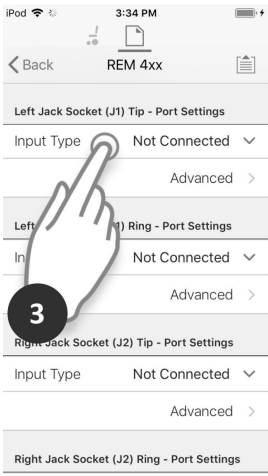 iPod 3:34 PM
Back REM 4xx
Left Jack Socket (J1) Tip - Port Settings
Input Type Not Connected
Advanced
Left 1) Ring - Port Settings
In Not Connected
Advanced
3
Right Jack Socket (J2) Tip - Port Settings
Input Type Not Connected
Advanced
Right Jack Socket (J2) Ring - Port Settings